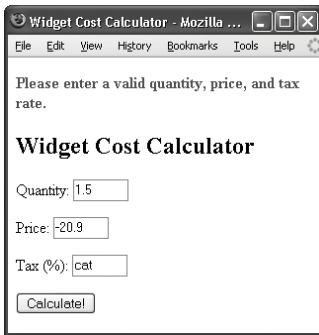 Widget Cost Calculator - Mozilla ...
File Edit View History Bookmarks Tools Help
Please enter a valid quantity, price, and tax
rate.
Widget Cost Calculator
Quantity: 1.5
Price: -20.9
Tax (%): cat
Calculate!